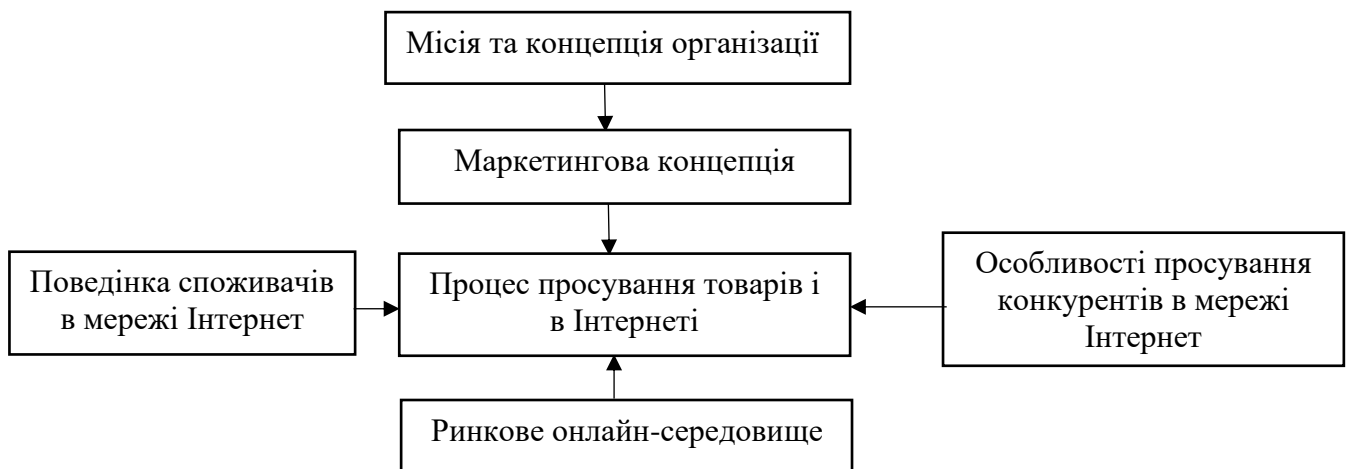 Місія та концепція організації
Маркетингова концепція
Поведінка споживачів
в мережі Інтернет
Процес просування товарів і
в Інтернеті
Особливості просування
конкурентів в мережі
Інтернет
Ринкове онлайн-середовище